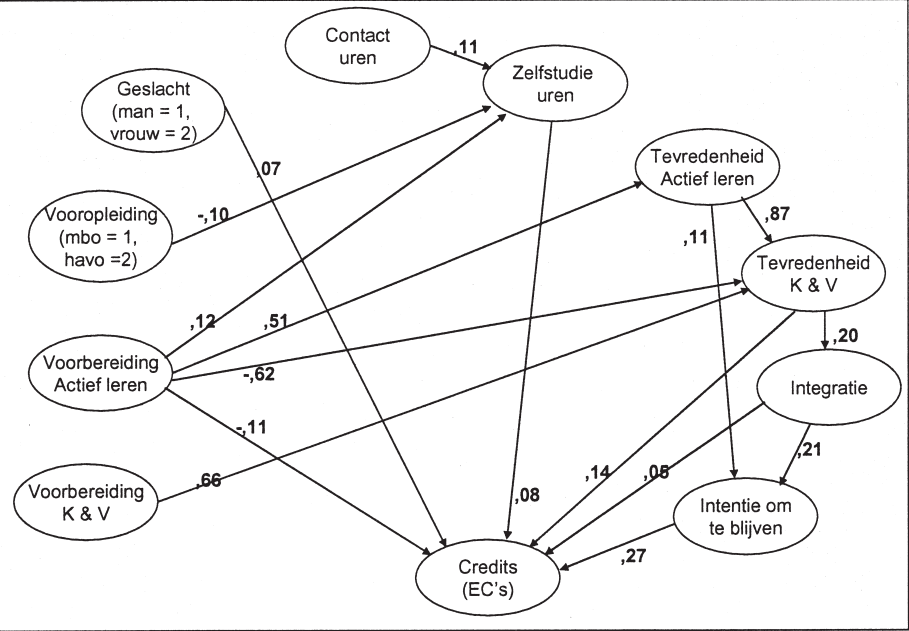 Contact
uren
,11
Zelfstudie
uren
Geslacht
(man = 1,
vrouw = 2)
,07
Tevredenheid
Actief leren
Vooropleiding
(mbo = 1,
havo =2)
-,10
,87
,11
Tevredenheid
K & V
,12
,51
,20
Voorbereiding
Actief leren
-,62
Integratie
-,11
,21
,66
,14
,05
Voorbereiding
K & V
,08
Intentie om
te blijven
,27
Credits
(EC's)